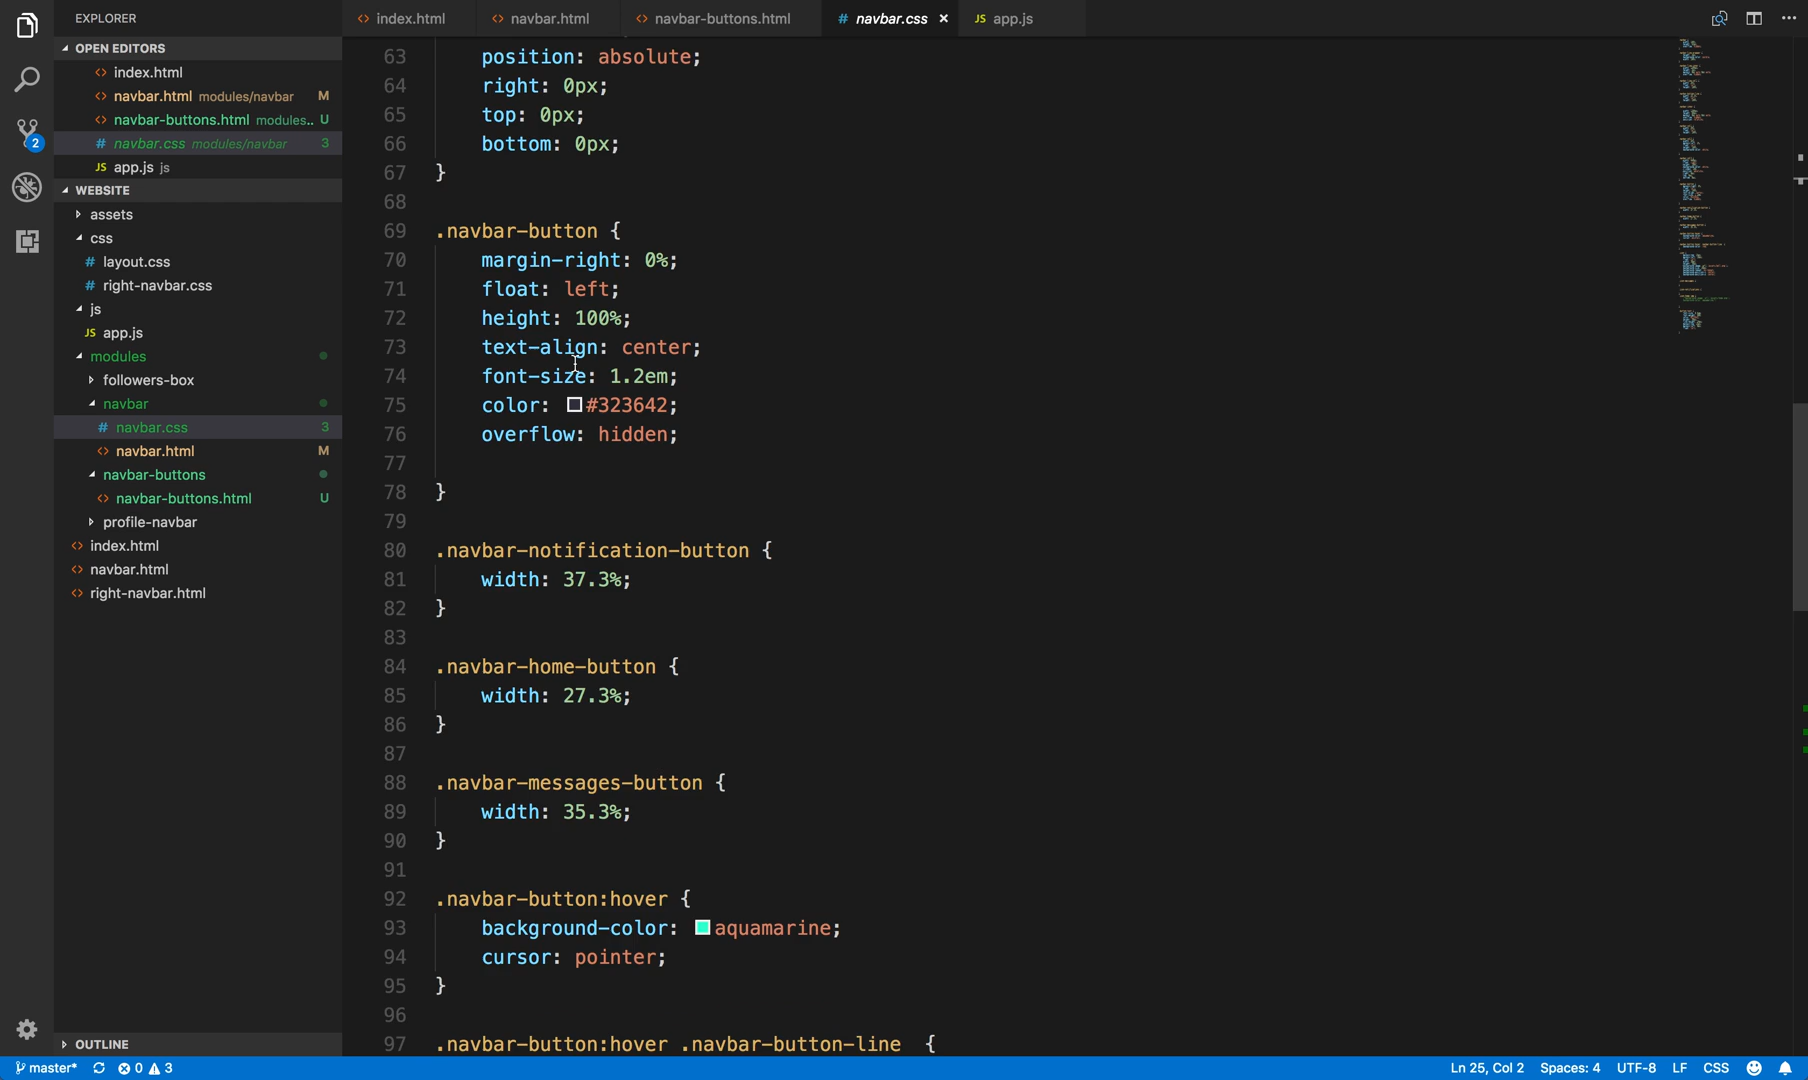 EXPLORER
OPEN EDITORS
index.html
navbar.html modules/navbar M
navbar-buttons.html modules.. U
# navbar.css modules/navbar 3
JS app.js js
WEBSITE
assets
css
# layout.css
# right-navbar.css
js
JS app.js
modules
followers-box
navbar
# navbar.css 3
<> navbar.html M
navbar-buttons
<> navbar-buttons.html U
profile-navbar
<> index.html
<> navbar.html
<> right-navbar.html
OUTLINE
2
<> index.html <> navbar.html <> navbar-buttons.html # navbar.css × JS app.js
63 position: absolute;
64 right: 0px;
65 top: 0px;
66 bottom: 0px;
67 }
68
69 .navbar-button {
70 margin-right: 0%;
71 float: left;
72 height: 100%;
73 text-align: center;
74 font-size: 1.2em;
75 color: #323642;
76 overflow: hidden;
77
78 }
79
80 .navbar-notification-button {
81 width: 37.3%;
82 }
83
84 .navbar-home-button {
85 width: 27.3%;
86 }
87
88 .navbar-messages-button {
89 width: 35.3%;
90 }
91
92 .navbar-button:hover {
93 background-color: aquamarine;
94 cursor: pointer;
95 }
96
97 .navbar-button:hover .navbar-button-line {
master* 0 3 Ln 25, Col 2 Spaces: 4 UTF-8 LF CSS